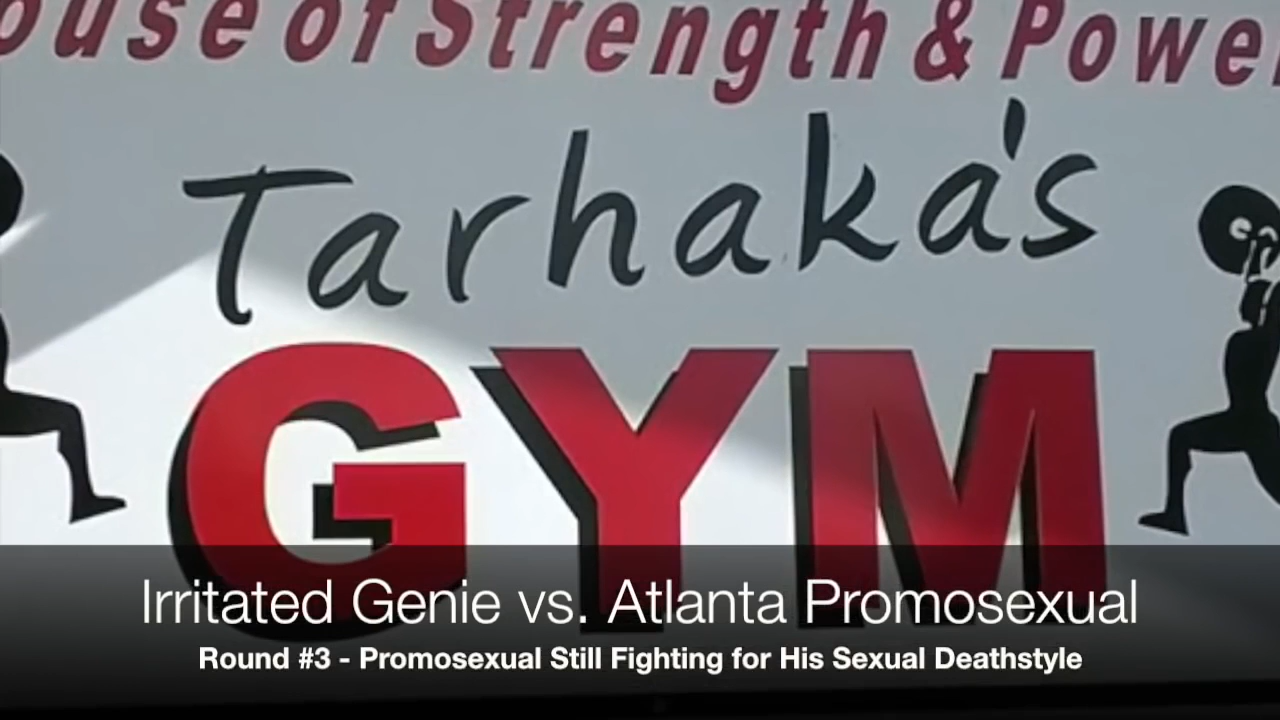 ouse of Strength & Powe
Tarhaka's
GYM
Irritated Genie vs. Atlanta Promosexual
Round #3 - Promosexual Still Fighting for His Sexual Deathstyle